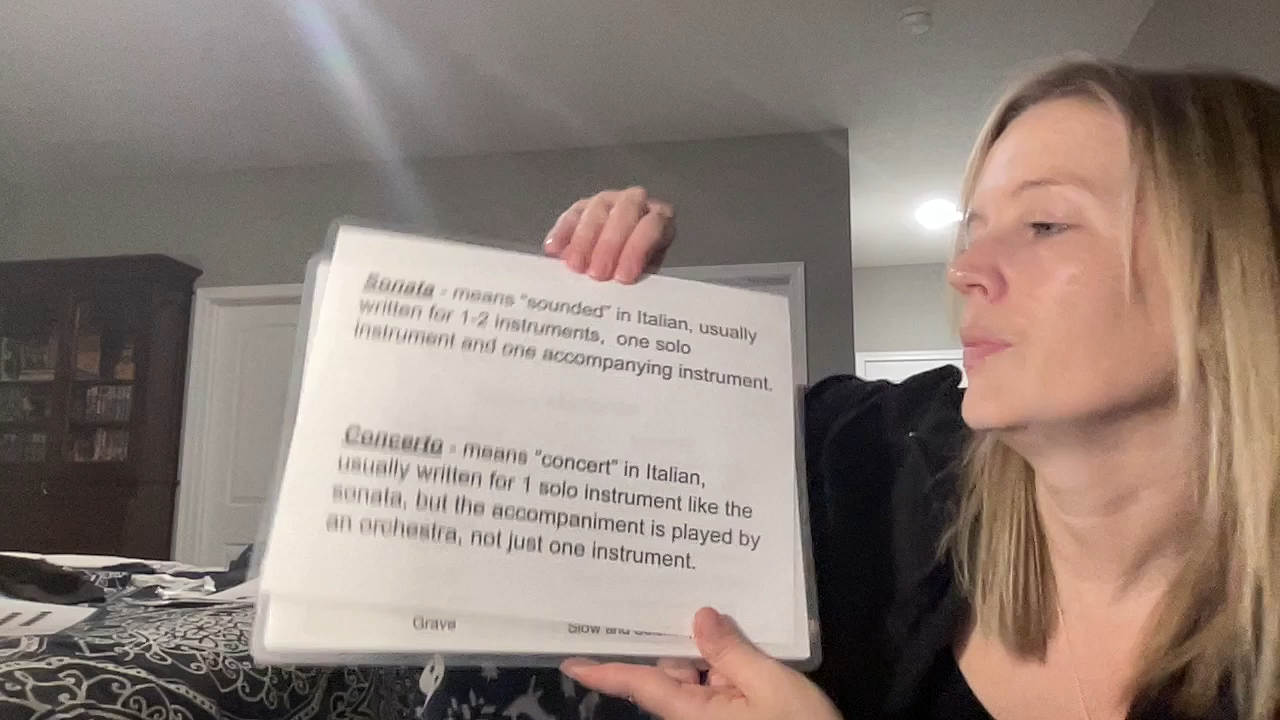 Sonata - means "sounded" in Italian, usually
written for 1-2 instruments, one solo
instrument and one accompanying instrument.
Concerto - means "concert" in Italian,
usually written for 1 solo instrument like the
sonata, but the accompaniment is played by
an orchestra, not just one instrument.
Grave Slow and